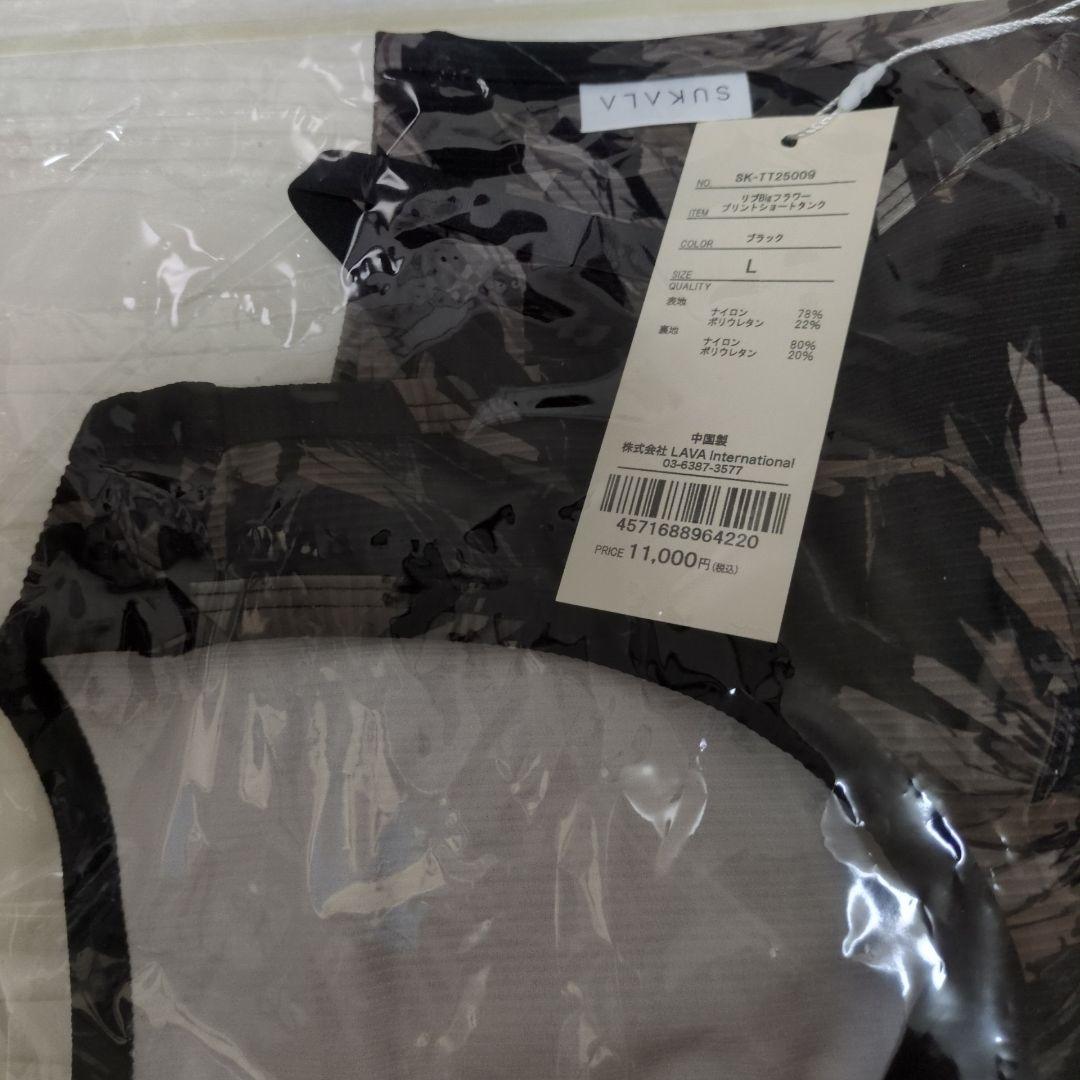 SUKALA
NO. SK-TT25009
リブBigフラワー
ITEM プリントショートタンク
COLOR ブラック
SIZE L
QUALITY
表地
ナイロン 78%
ポリウレタン 22%
裏地
ナイロン 80%
ポリウレタン 20%
中国製
株式会社 LAVA International
03-6387-3577
4571688964220
PRICE 11,000円(税込)